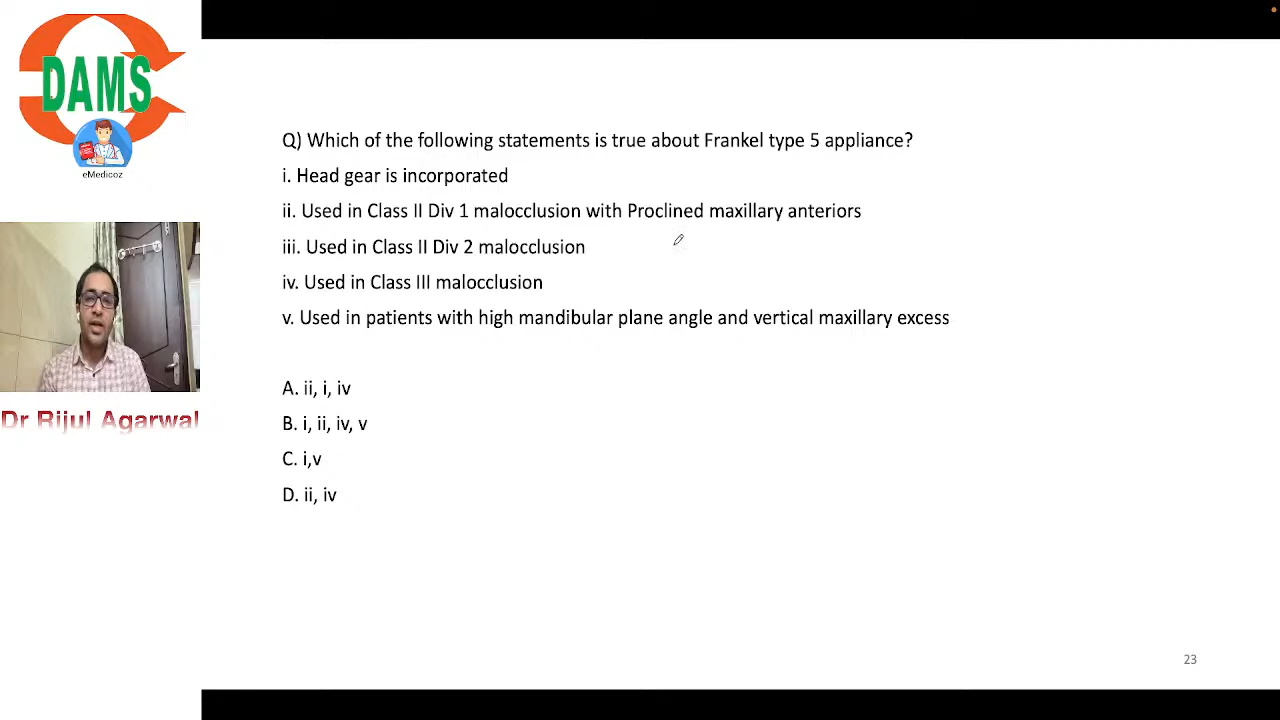 DAMS
eMedicoz
Dr Rijul Agarwal
Q) Which of the following statements is true about Frankel type 5 appliance?
i. Head gear is incorporated
ii. Used in Class II Div 1 malocclusion with Proclined maxillary anteriors
iii. Used in Class II Div 2 malocclusion
iv. Used in Class III malocclusion
v. Used in patients with high mandibular plane angle and vertical maxillary excess
A. ii, i, iv
B. i, ii, iv, v
C. i,v
D. ii, iv
23